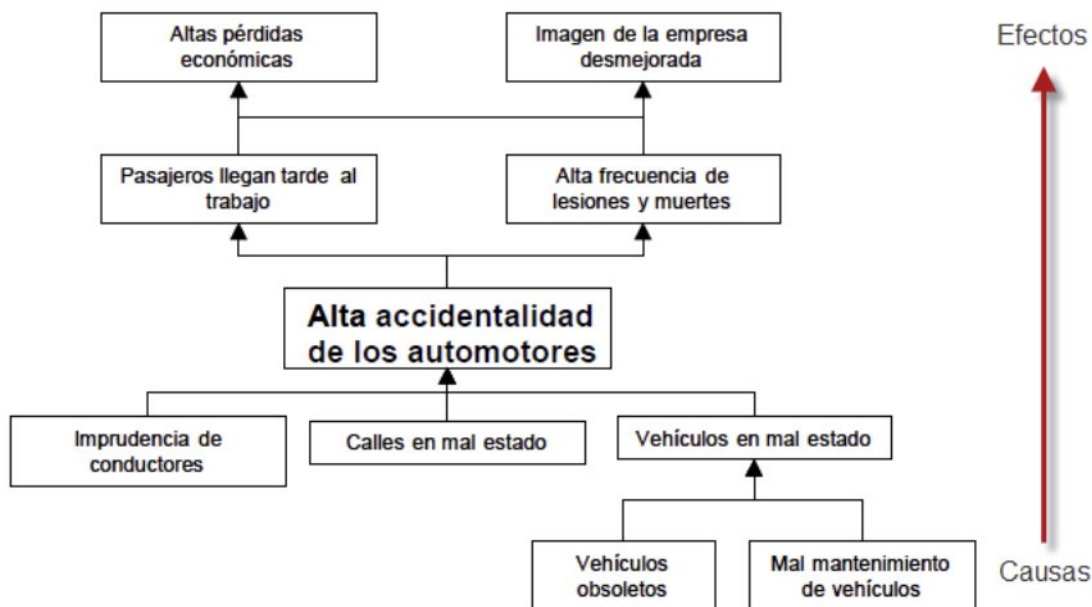 Altas pérdidas
económicas
Imagen de la empresa
desmejorada
Efectos
Pasajeros llegan tarde al
trabajo
Alta frecuencia de
lesiones y muertes
Alta accidentalidad
de los automotores
Imprudencia de
conductores
Calles en mal estado
Vehículos en mal estado
Vehículos
obsoletos
Mal mantenimiento
de vehículos
Causas